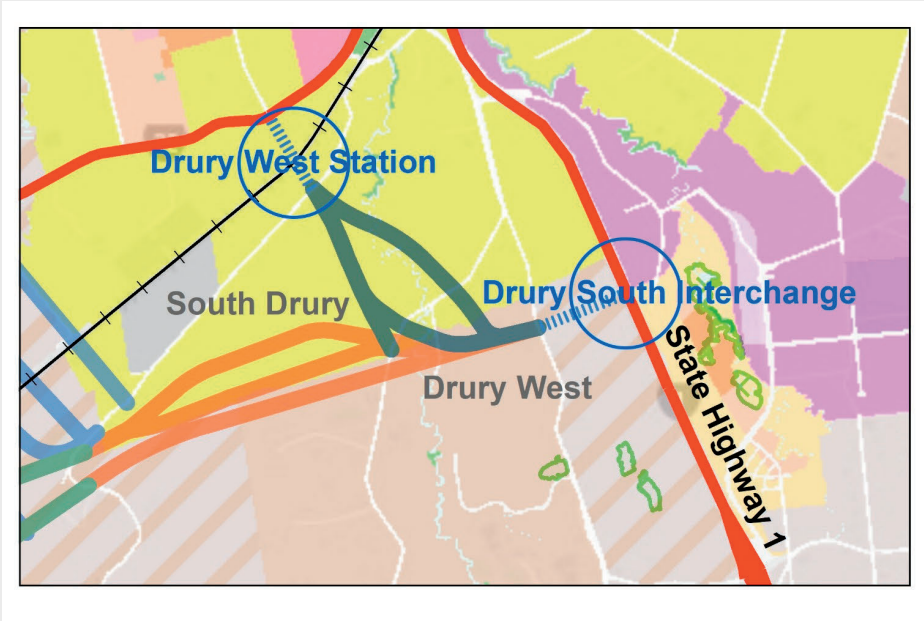 Drury West Station
South Drury
Drury South Interchange
Drury West
State Highway 1